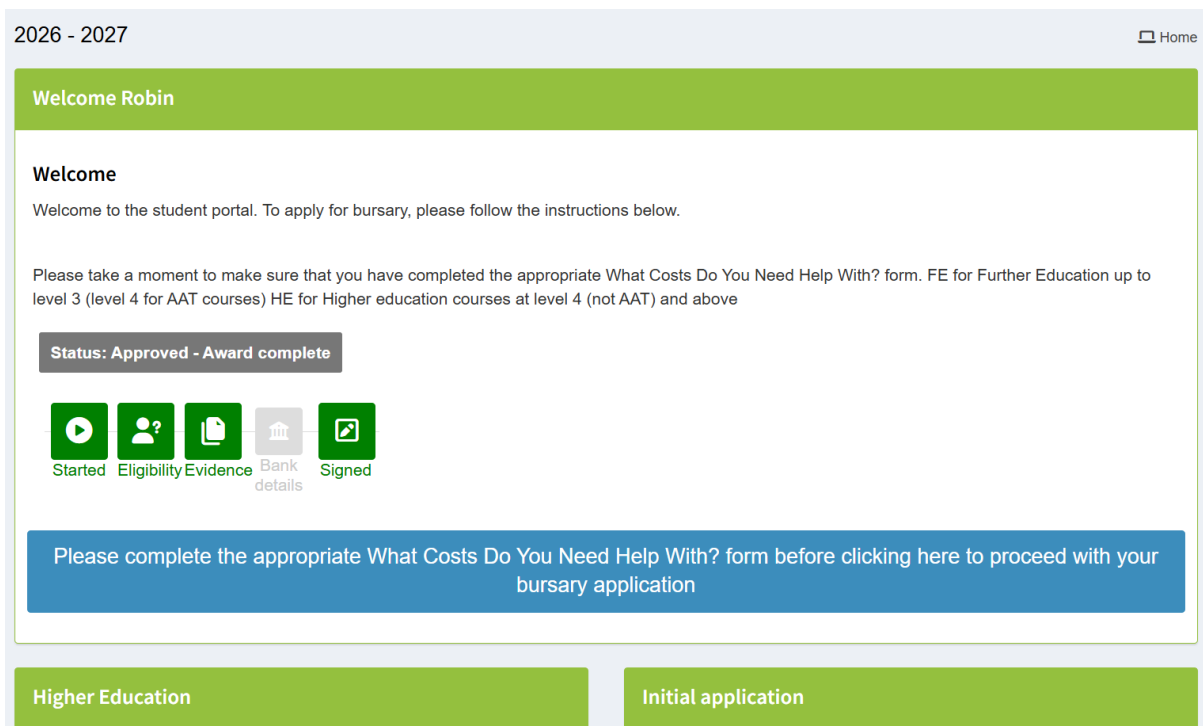 2026 - 2027
Home
Welcome Robin
Welcome
Welcome to the student portal. To apply for bursary, please follow the instructions below.
Please take a moment to make sure that you have completed the appropriate What Costs Do You Need Help With? form. FE for Further Education up to
level 3 (level 4 for AAT courses) HE for Higher education courses at level 4 (not AAT) and above
Status: Approved - Award complete
Started Eligibility Evidence Bank details Signed
Please complete the appropriate What Costs Do You Need Help With? form before clicking here to proceed with your
bursary application
Higher Education
Initial application